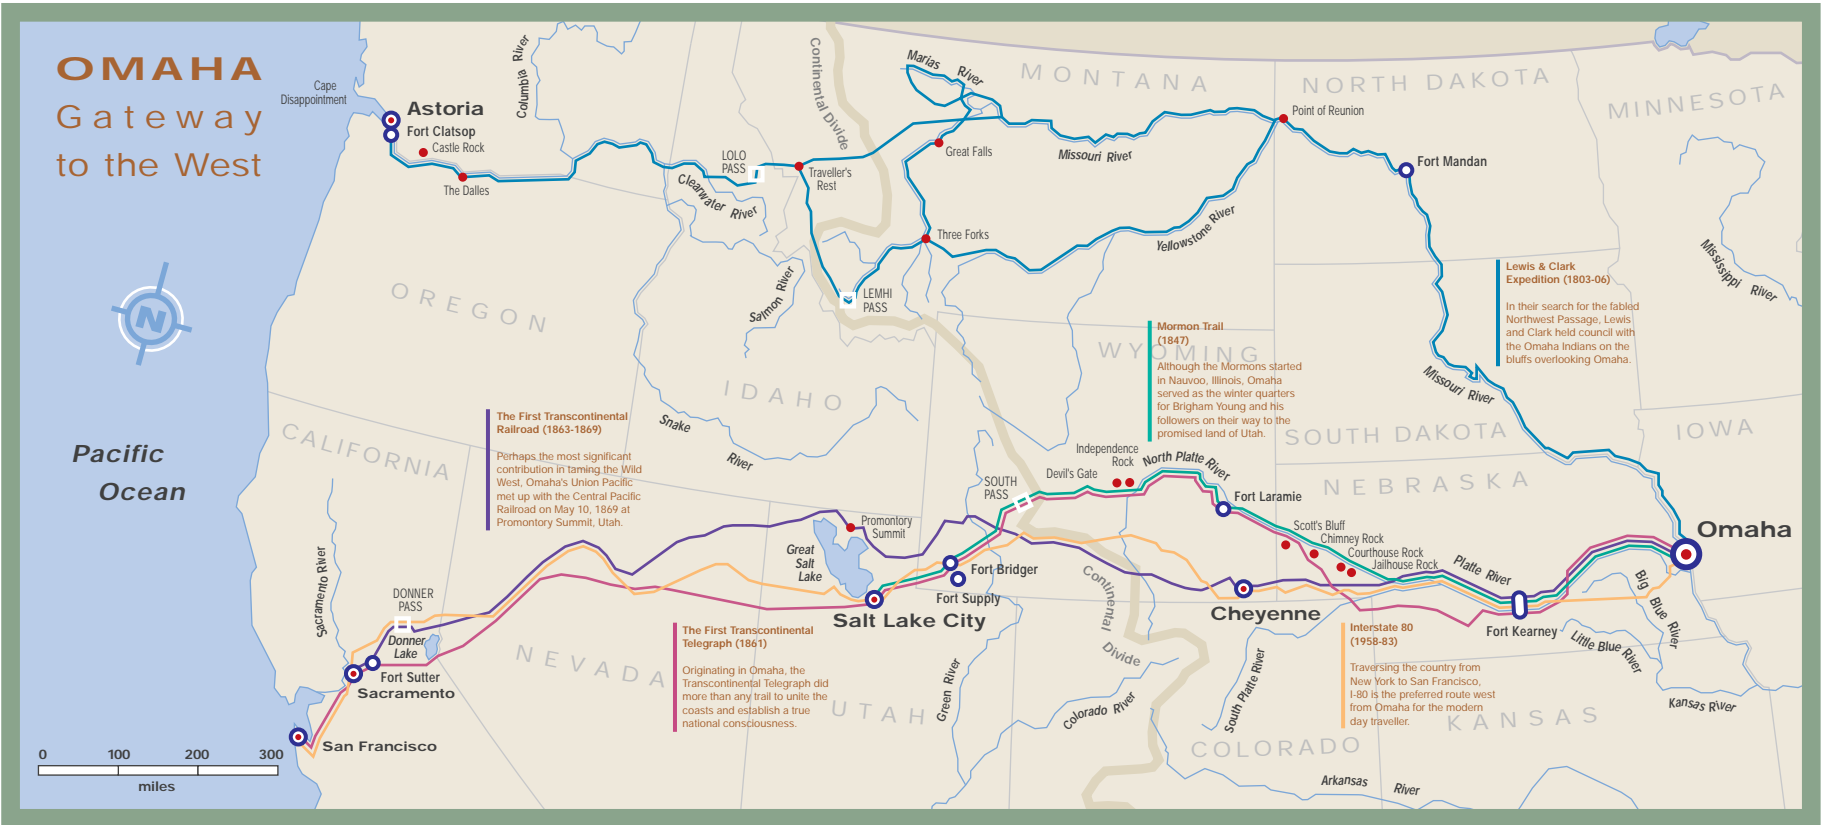 OMAHA
Gateway
to the West
Cape
Disappointment
Astoria
Fort Clatsop
Castle Rock
The Dalles
Columbia River
LOLO
PASS
Clearwater River
Traveller's
Rest
Continental Divide
Marias River
Great Falls
Three Forks
MONTANA
Missouri River
Yellowstone River
NORTH DAKOTA
Point of Reunion
Fort Mandan
MINNESOTA
Mississippi River
OREGON
Salmon River
LEMHI
PASS
IDAHO
Snake
River
WYOMING
Mormon Trail
(1847)
Although the Mormons started
in Nauvoo, Illinois, Omaha
served as the winter quarters
for Brigham Young and his
followers on their way to the
promised land of Utah.
Lewis & Clark
Expedition (1803-06)
In their search for the fabled
Northwest Passage, Lewis
and Clark held council with
the Omaha Indians on the
bluffs overlooking Omaha.
Missouri River
SOUTH DAKOTA
IOWA
NEBRASKA
N
Pacific
Ocean
CALIFORNIA
The First Transcontinental
Railroad (1863-1869)
Perhaps the most significant
contribution in taming the Wild
West, Omaha's Union Pacific
met up with the Central Pacific
Railroad on May 10, 1869 at
Promontory Summit, Utah.
Independence
Rock
Devil's Gate
North Platte River
SOUTH
PASS
Fort Laramie
Scott's Bluff
Chimney Rock
Courthouse Rock
Jailhouse Rock
Platte River
Omaha
Promontory
Summit
Great
Salt
Lake
Fort Bridger
Fort Supply
Salt Lake City
Continental
Divide
Cheyenne
Fort Kearney
Big
Blue River
Little Blue River
Kansas River
Sacramento River
DONNER
PASS
Donner
Lake
Fort Sutter
Sacramento
San Francisco
NEVADA
The First Transcontinental
Telegraph (1861)
Originating in Omaha, the
Transcontinental Telegraph did
more than any trail to unite the
coasts and establish a true
national consciousness.
UTAH
Green River
Colorado River
South Platte River
Interstate 80
(1958-83)
Traversing the country from
New York to San Francisco,
I-80 is the preferred route west
from Omaha for the modern
day traveller.
KANSAS
COLORADO
Arkansas River
0 100 200 300
miles